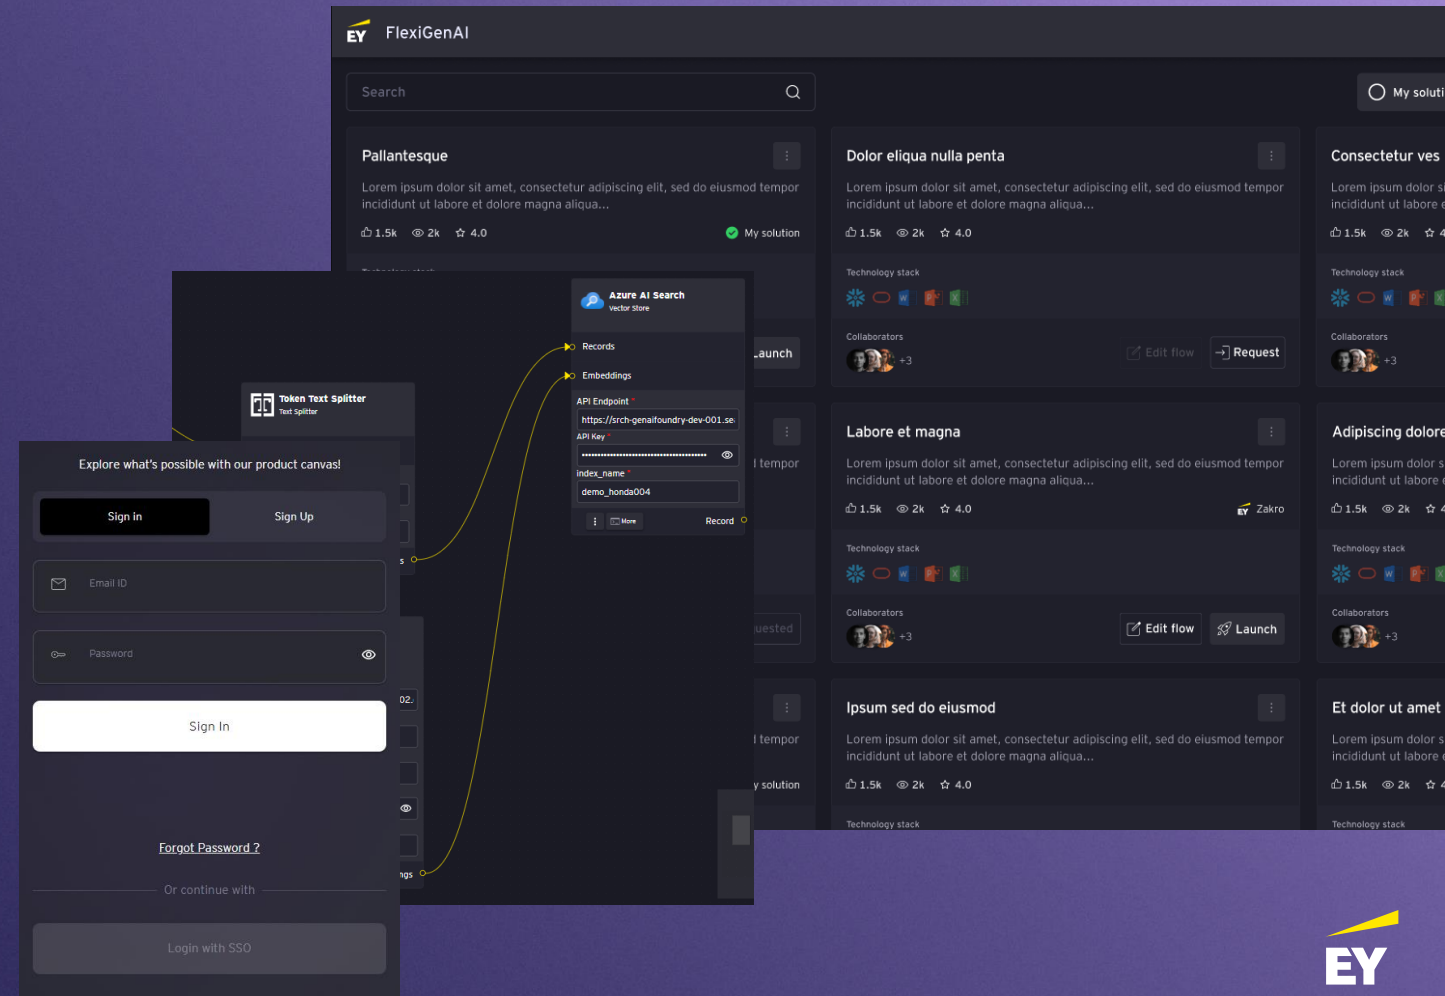 EY FlexiGenAI
Search
My soluti
Pallantesque
Lorem ipsum dolor sit amet, consectetur adipiscing elit, sed do eiusmod tempor
incididunt ut labore et dolore magna aliqua...
1.5k 2k 4.0
My solution
Dolor eliqua nulla penta
Lorem ipsum dolor sit amet, consectetur adipiscing elit, sed do eiusmod tempor
incididunt ut labore et dolore magna aliqua...
1.5k 2k 4.0
Technology stack
Collaborators
+3
Edit flow
Request
Consectetur ves
Lorem ipsum dolor si
incididunt ut labore e
1.5k 2k 4
Technology stack
Collaborators
+3
Launch
Azure AI Search
Vector Store
Records
Embeddings
API Endpoint *
https://srch-genaifoundry-dev-001.se
API Key *
index_name *
demo_honda004
More
Record
Token Text Splitter
Text Splitter
s
02.
ngs
tempor
uested
Labore et magna
Lorem ipsum dolor sit amet, consectetur adipiscing elit, sed do eiusmod tempor
incididunt ut labore et dolore magna aliqua...
1.5k 2k 4.0
EY Zakro
Technology stack
Collaborators
+3
Edit flow
Launch
Adipiscing dolore
Lorem ipsum dolor s
incididunt ut labore e
1.5k 2k 4
Technology stack
Collaborators
+3
tempor
y solution
Ipsum sed do eiusmod
Lorem ipsum dolor sit amet, consectetur adipiscing elit, sed do eiusmod tempor
incididunt ut labore et dolore magna aliqua...
1.5k 2k 4.0
Technology stack
Et dolor ut amet
Lorem ipsum dolor s
incididunt ut labore e
1.5k 2k 4
Technology stack
Explore what's possible with our product canvas!
Sign in
Sign Up
Email ID
Password
Sign In
Forgot Password ?
Or continue with
Login with SSO
EY